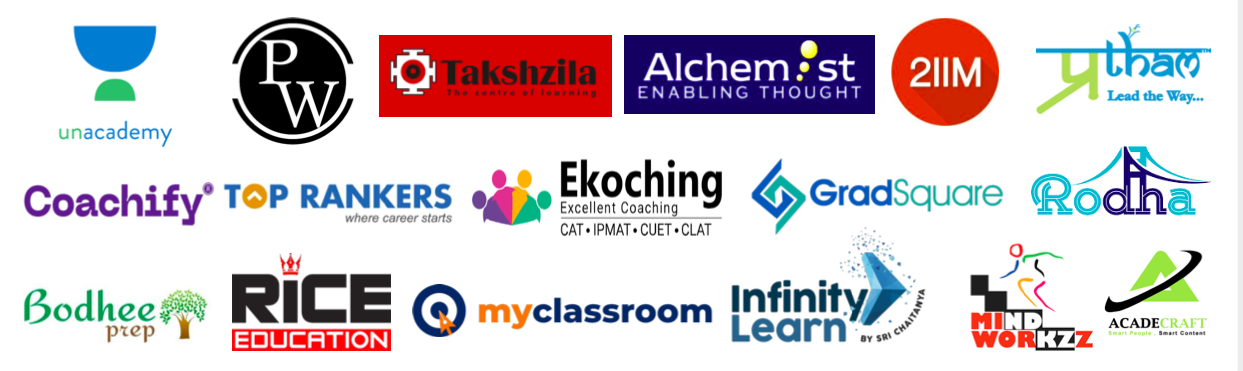 unacademy
PW
Takshzila
The centre of learning
Alchemist
ENABLING THOUGHT
2IIM
प्रtham™
Lead the Way...
Coachify®
TOP RANKERS
where career starts
Ekoching
Excellent Coaching
CAT • IPMAT • CUET • CLAT
GradSquare
Rodha
Bodhee
prep
RICE
EDUCATION
myclassroom
Infinity
Learn
BY SRI CHAITANYA
MIND
WORKZZ
ACADECRAFT
Smart People . Smart Content